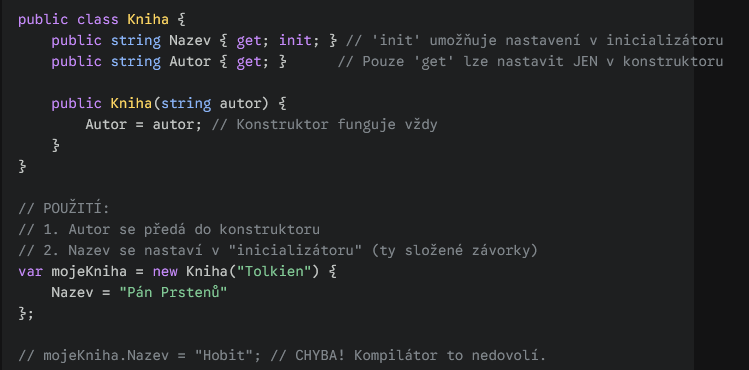 public class Kniha {
    public string Nazev { get; init; } // 'init' umožňuje nastavení v inicializátoru
    public string Autor { get; }      // Pouze 'get' lze nastavit JEN v konstruktoru

    public Kniha(string autor) {
        Autor = autor; // Konstruktor funguje vždy
    }
}

// POUŽITÍ:
// 1. Autor se předá do konstruktoru
// 2. Nazev se nastaví v "inicializátoru" (ty složené závorky)
var mojeKniha = new Kniha("Tolkien") {
    Nazev = "Pán Prstenů"
};

// mojeKniha.Nazev = "Hobit"; // CHYBA! Kompilátor to nedovolí.